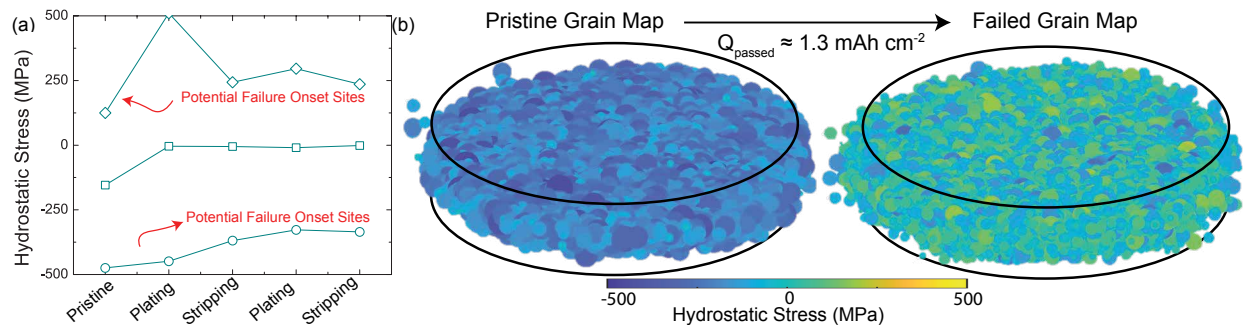 (a)
500
250
0
-250
-500
Hydrostatic Stress (MPa)
Potential Failure Onset Sites
Potential Failure Onset Sites
Pristine
Plating
Stripping
Plating
Stripping
(b)
Pristine Grain Map
Failed Grain Map
Qpassed ≈ 1.3 mAh cm-2
-500
0
500
Hydrostatic Stress (MPa)